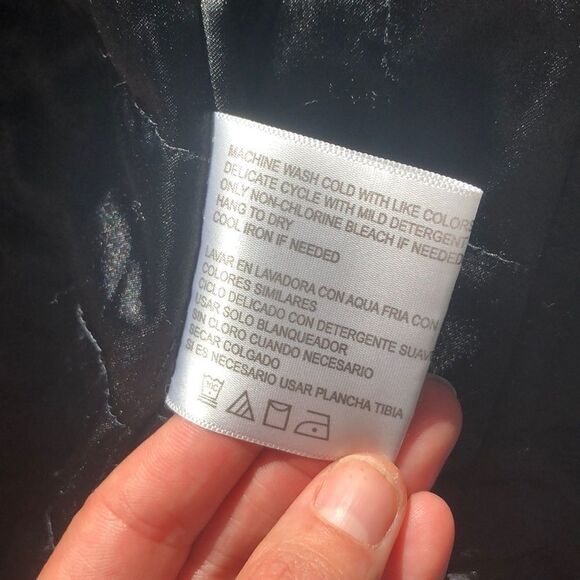 MACHINE WASH COLD WITH LIKE COLORS
DELICATE CYCLE WITH MILD DETERGENT
ONLY NON-CHLORINE BLEACH IF NEEDED
HANG TO DRY
COOL IRON IF NEEDED
LAVAR EN LAVADORA CON AQUA FRIA CON
COLORES SIMILARES
CICLO DELICADO CON DETERGENTE SUAVE
USAR SOLO BLANQUEADOR
SIN CLORO CUANDO NECESARIO
SECAR COLGADO
SI ES NECESARIO USAR PLANCHA TIBIA